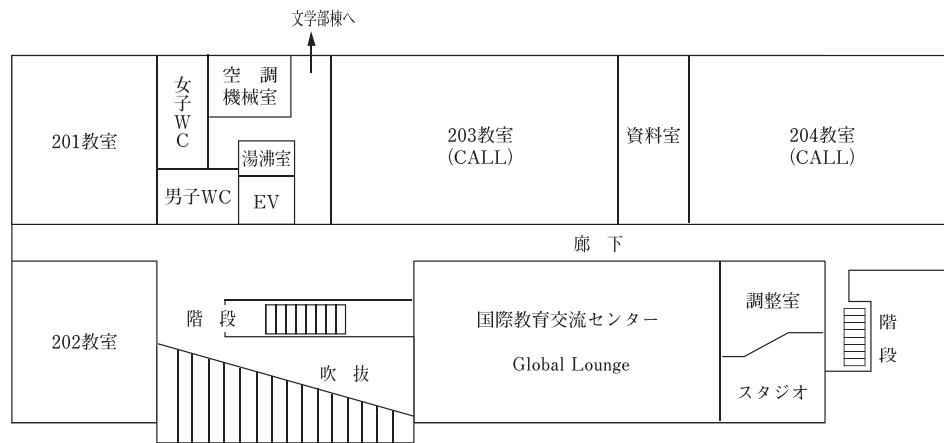 文学部棟へ
201教室
女子WC
空　調
機械室
湯沸室
男子WC
EV
203教室
(CALL)
資料室
204教室
(CALL)
廊　下
202教室
階　段
吹　抜
国際教育交流センター
Global Lounge
調整室
スタジオ
階段